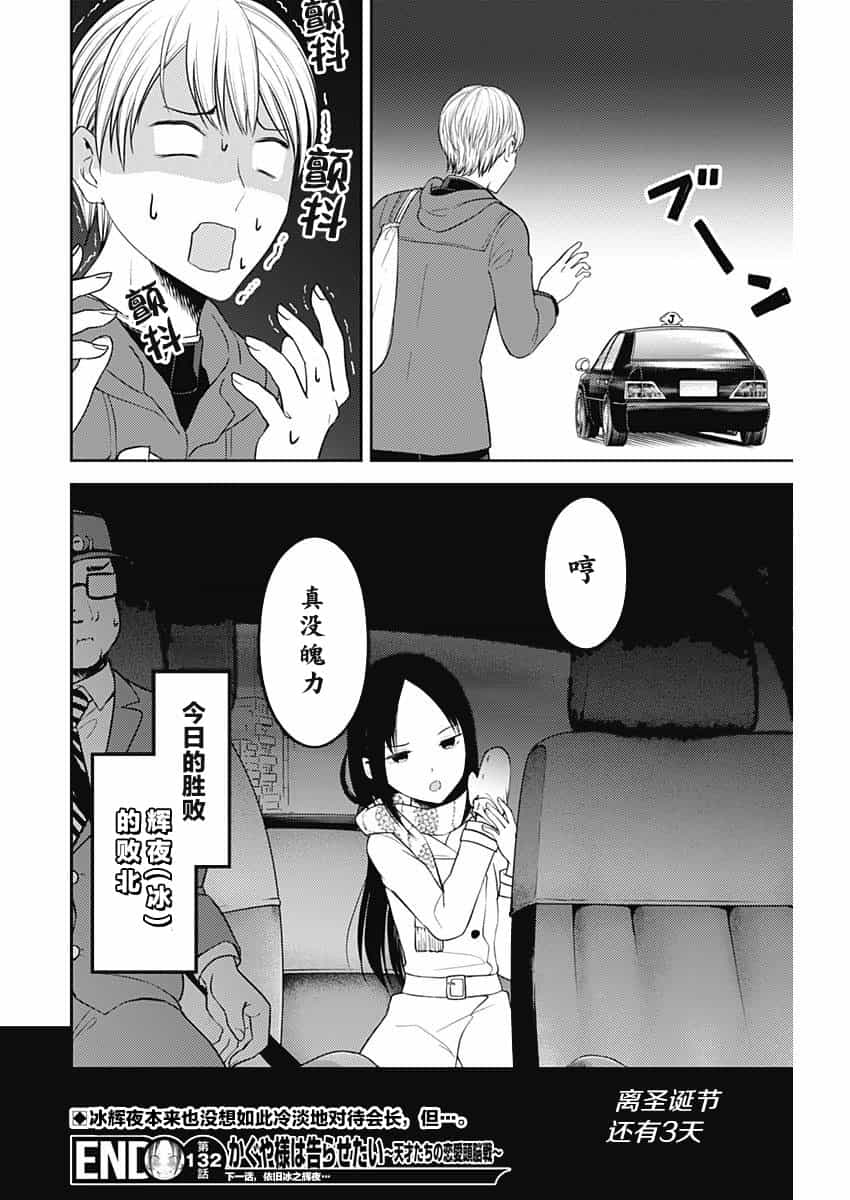 ブーン
J
颤抖
颤抖
颤抖
颤抖
哼
真没魄力
今日的胜败
辉夜(冰)
的败北
离圣诞节
还有3天
◆冰辉夜本来也没想如此冷淡地对待会长，但…。
END 第132話 かぐや様は告らせたい～天才たちの恋愛頭脳戦～
下一话，依旧冰之辉夜…